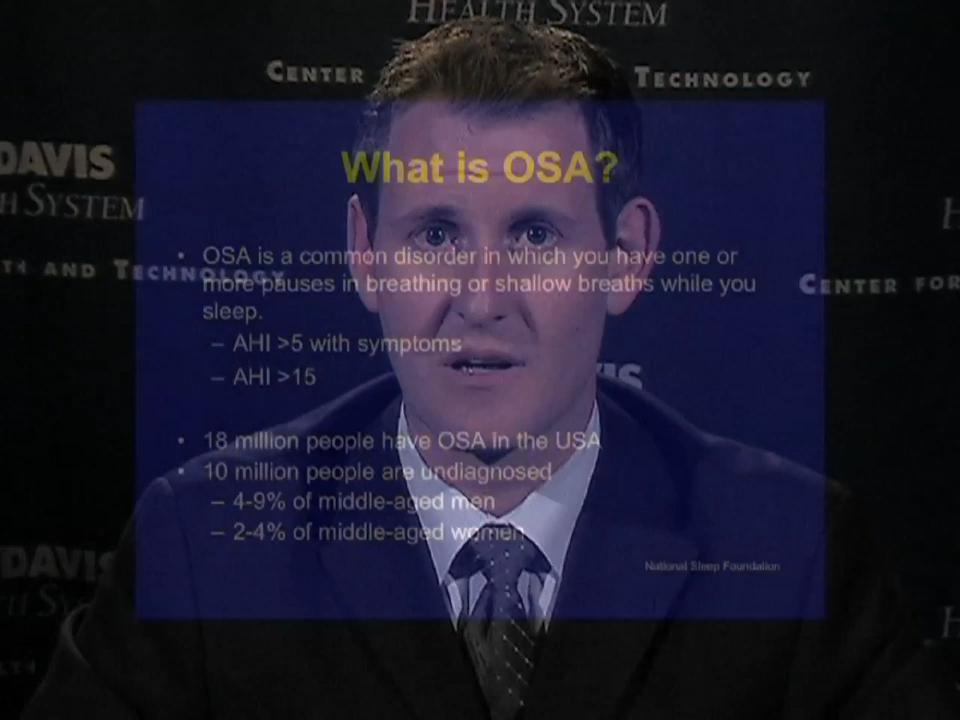 HEALTH SYSTEM
CENTER TECHNOLOGY
DAVIS
H SYSTEM
TH AND TECHNOLOGY
CENTER FOR
What is OSA?
• OSA is a common disorder in which you have one or
more pauses in breathing or shallow breaths while you
sleep.
– AHI >5 with symptoms
– AHI >15
• 18 million people have OSA in the USA
• 10 million people are undiagnosed
– 4-9% of middle-aged men
– 2-4% of middle-aged women
National Sleep Foundation
DAVIS